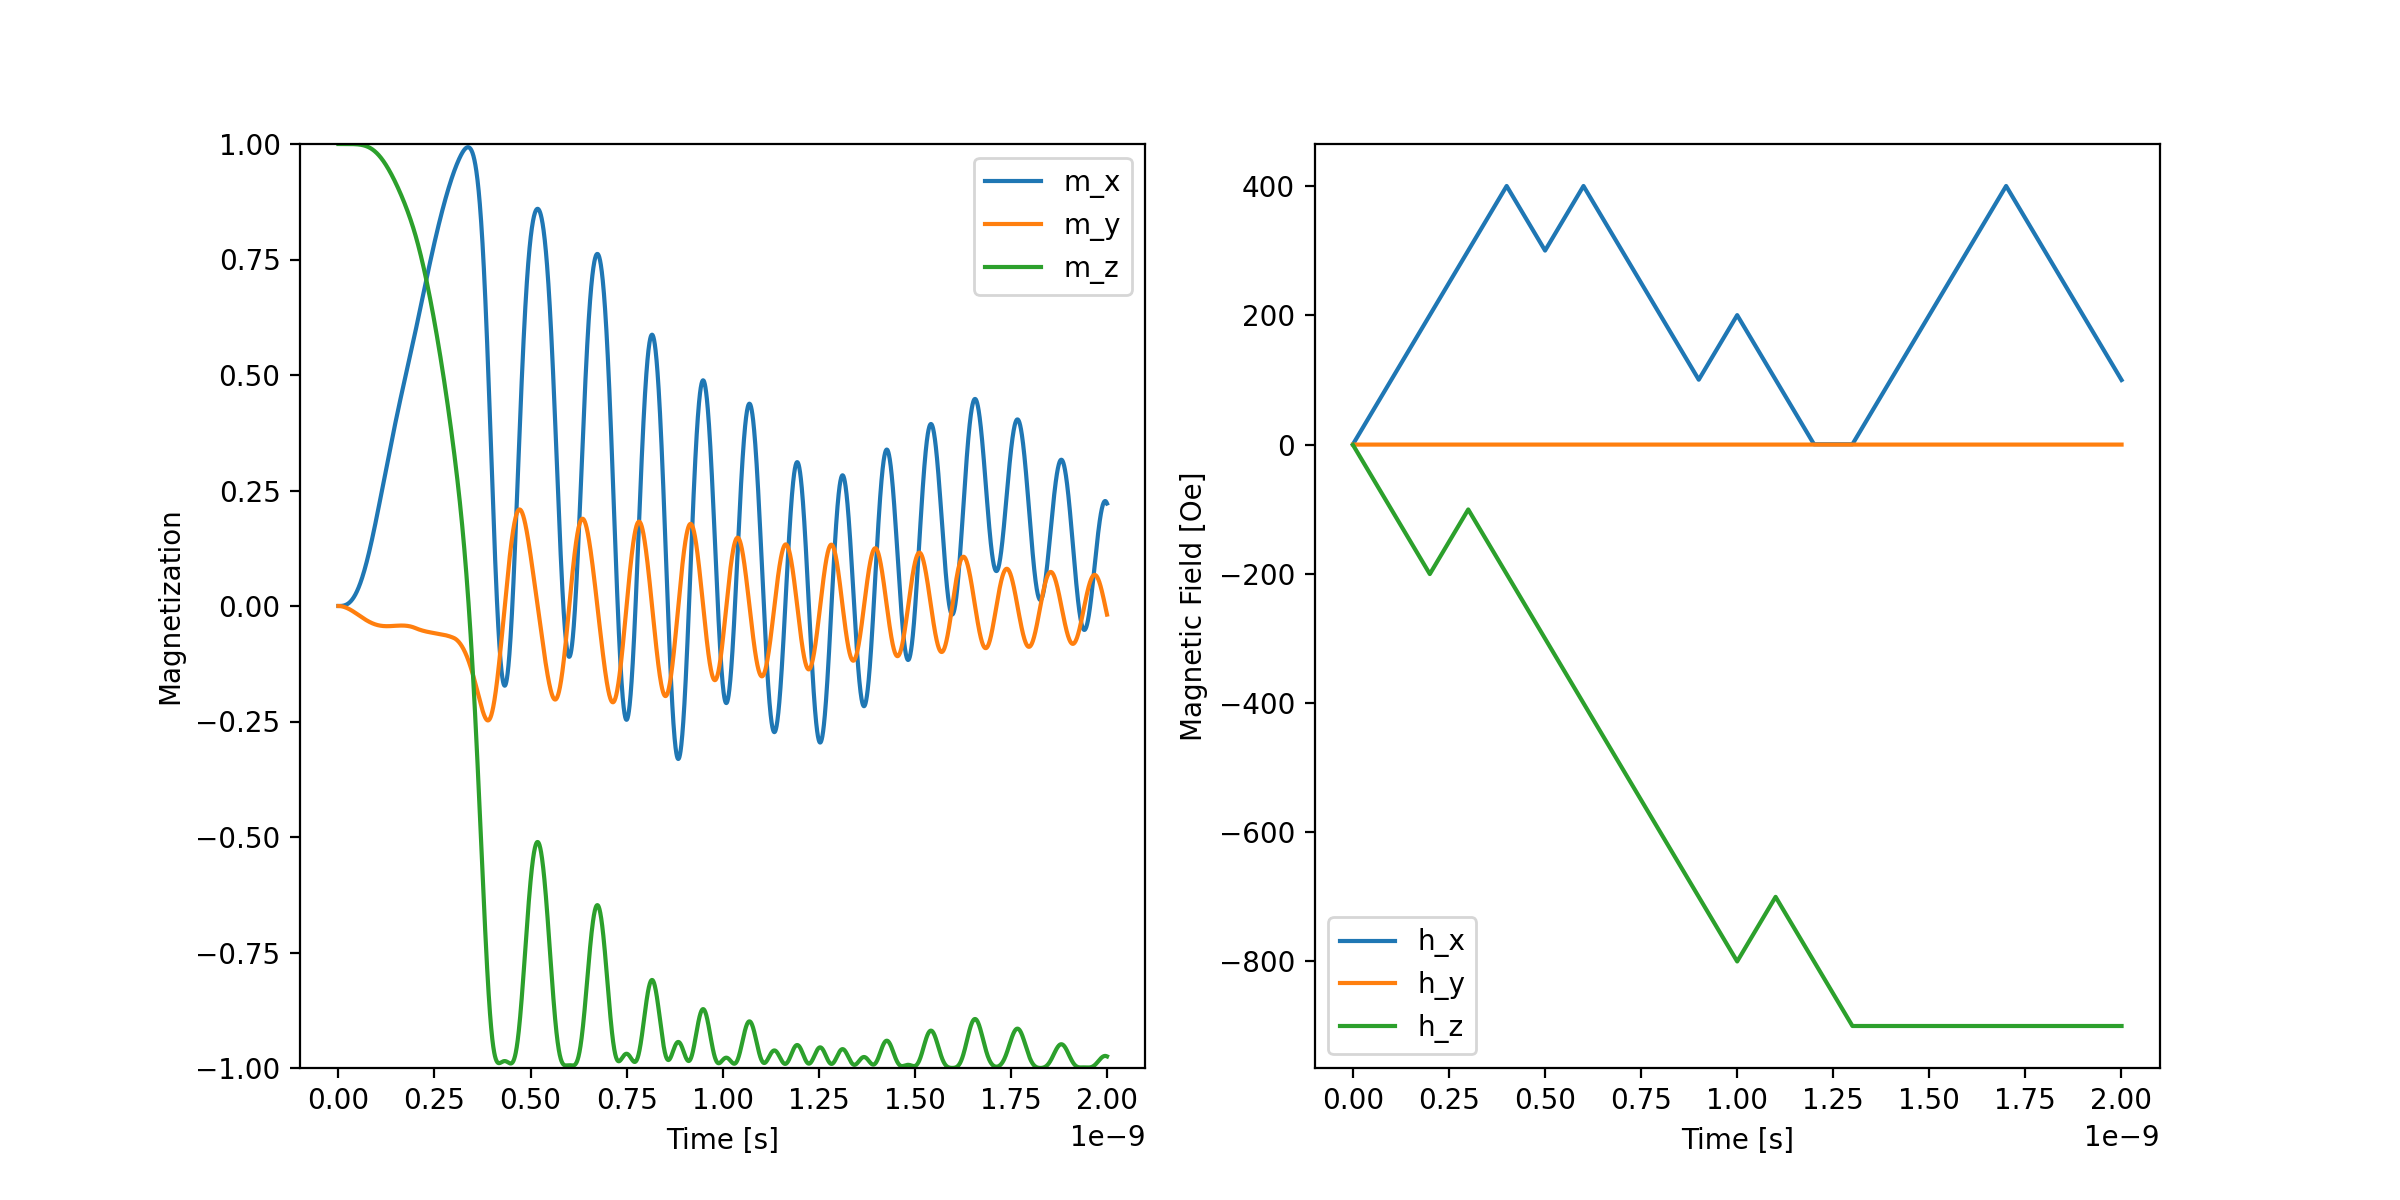 1.00
0.75
0.50
0.25
0.00
−0.25
−0.50
−0.75
−1.00
Magnetization
m_x
m_y
m_z
0.00 0.25 0.50 0.75 1.00 1.25 1.50 1.75 2.00
Time [s]
1e−9
400
200
0
−200
−400
−600
−800
Magnetic Field [Oe]
h_x
h_y
h_z
0.00 0.25 0.50 0.75 1.00 1.25 1.50 1.75 2.00
Time [s]
1e−9